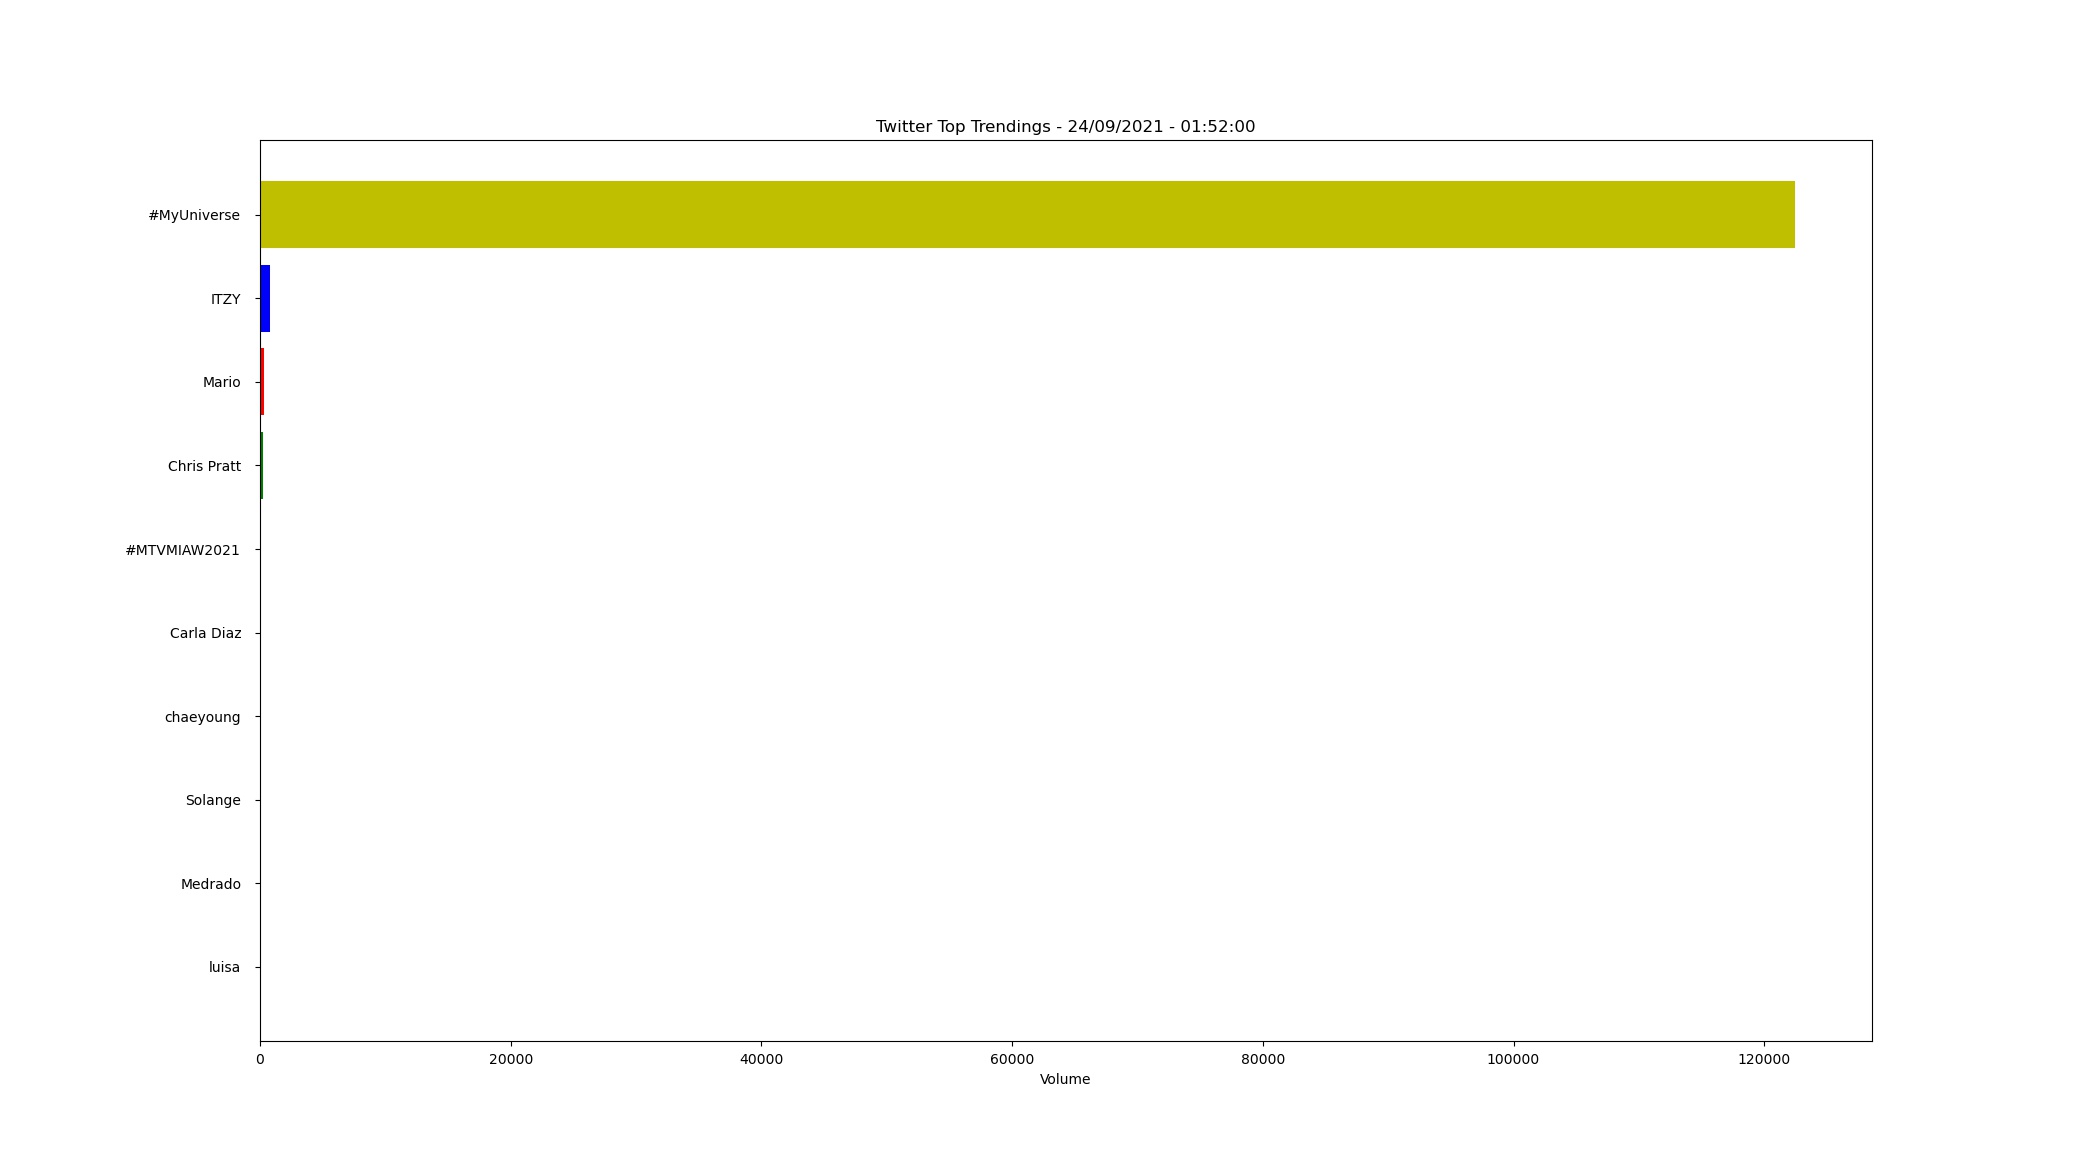 Twitter Top Trendings - 24/09/2021 - 01:52:00
#MyUniverse
ITZY
Mario
Chris Pratt
#MTVMIAW2021
Carla Diaz
chaeyoung
Solange
Medrado
luisa
0 20000 40000 60000 80000 100000 120000
Volume